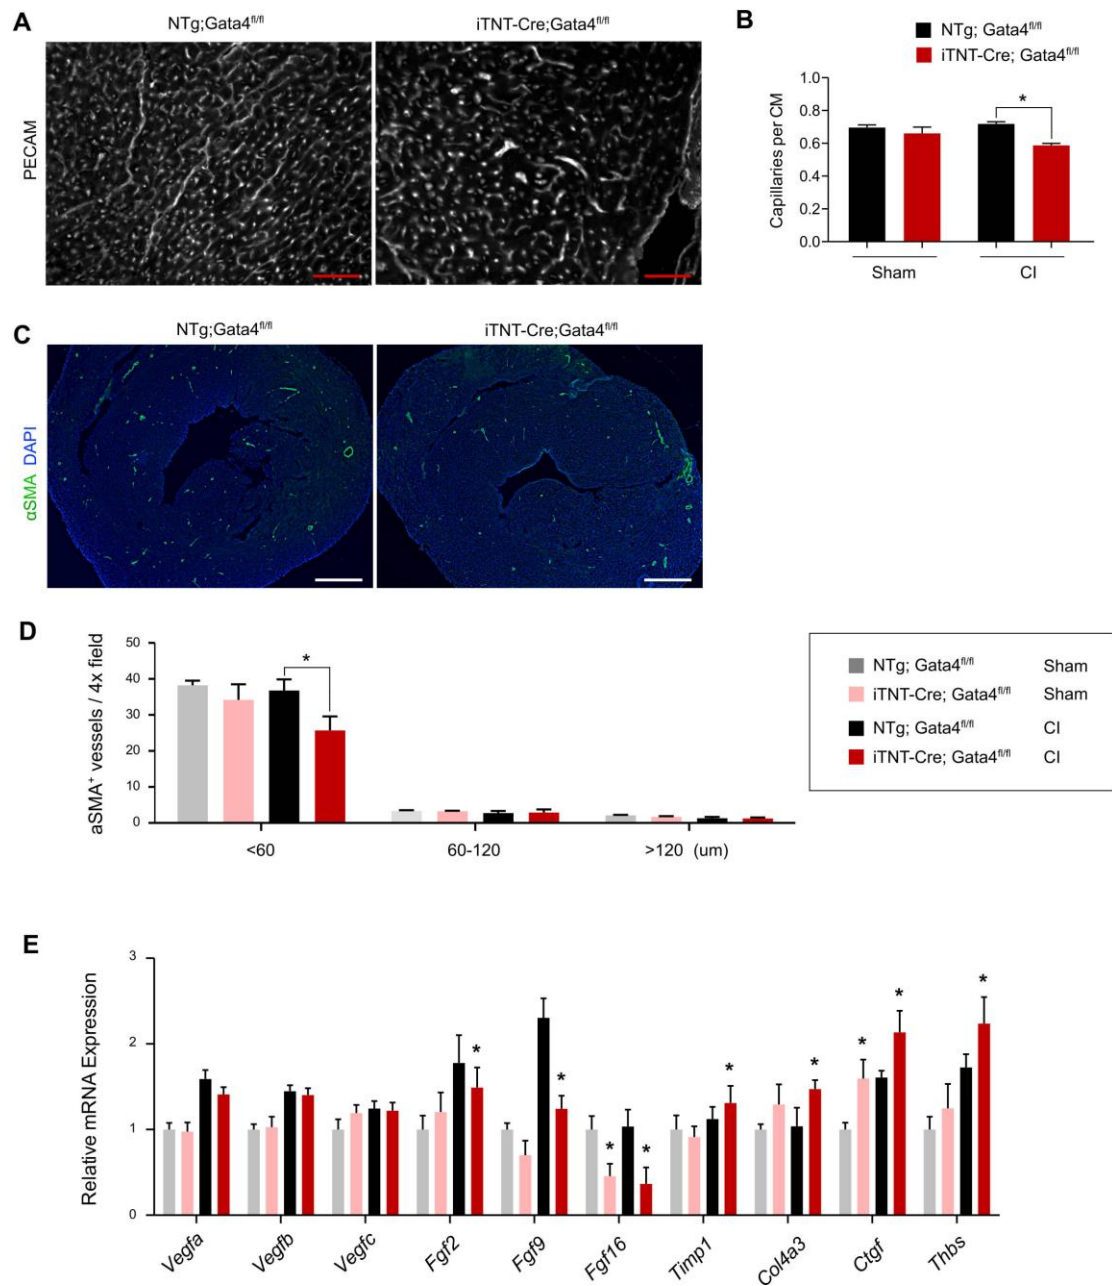 A
NTg;Gata4fl/fl
iTNT-Cre;Gata4fl/fl
PECAM
B
NTg; Gata4fl/fl
iTNT-Cre; Gata4fl/fl
Capillaries per CM
1.0
0.8
0.6
0.4
0.2
0.0
*
Sham
CI
C
NTg;Gata4fl/fl
iTNT-Cre;Gata4fl/fl
αSMA DAPI
D
aSMA+ vessels / 4x field
50
40
30
20
10
0
*
<60
60-120
>120 (um)
NTg; Gata4fl/fl Sham
iTNT-Cre; Gata4fl/fl Sham
NTg; Gata4fl/fl CI
iTNT-Cre; Gata4fl/fl CI
E
Relative mRNA Expression
3
2
1
0
* * * * * * * * *
Vegfa
Vegfb
Vegfc
Fgf2
Fgf9
Fgf16
Timp1
Col4a3
Ctgf
Thbs